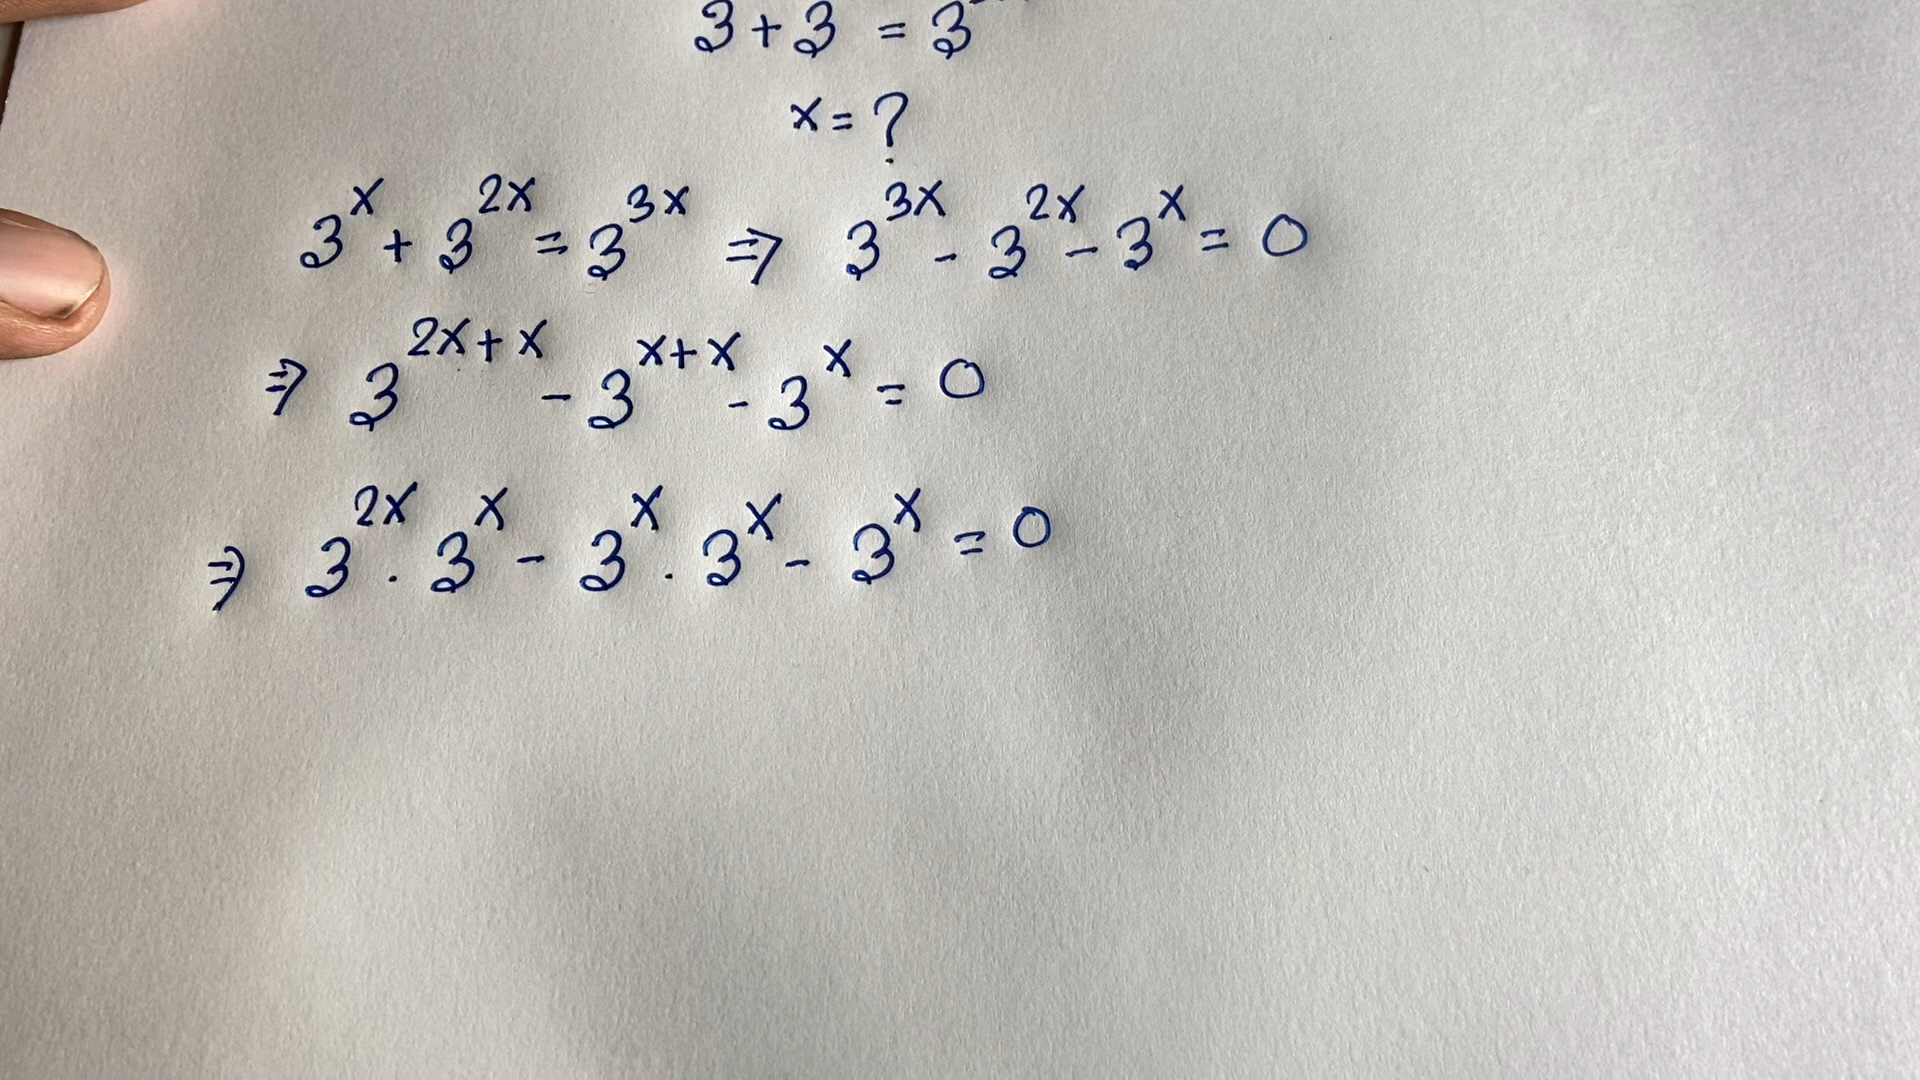 3 + 3 = 3
x = ?
3^x + 3^{2x} = 3^{3x} ⇒ 3^{3x} - 3^{2x} - 3^x = 0
⇒ 3^{2x+x} - 3^{x+x} - 3^x = 0
⇒ 3^{2x} . 3^x - 3^x . 3^x - 3^x = 0